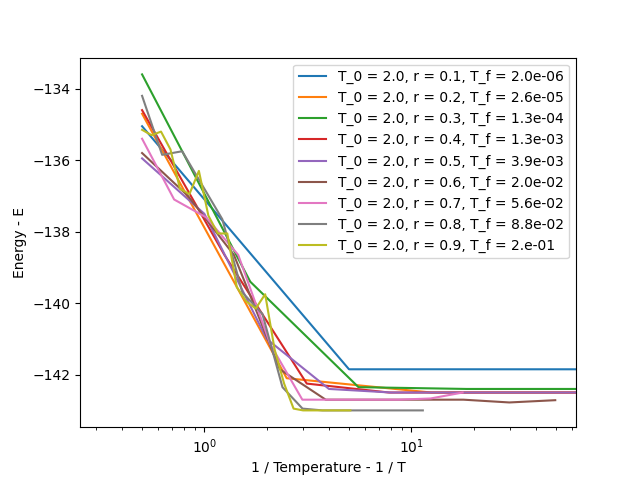 T_0 = 2.0, r = 0.1, T_f = 2.0e-06
T_0 = 2.0, r = 0.2, T_f = 2.6e-05
T_0 = 2.0, r = 0.3, T_f = 1.3e-04
T_0 = 2.0, r = 0.4, T_f = 1.3e-03
T_0 = 2.0, r = 0.5, T_f = 3.9e-03
T_0 = 2.0, r = 0.6, T_f = 2.0e-02
T_0 = 2.0, r = 0.7, T_f = 5.6e-02
T_0 = 2.0, r = 0.8, T_f = 8.8e-02
T_0 = 2.0, r = 0.9, T_f = 2.e-01
−134
−136
−138
−140
−142
Energy - E
10⁰
10¹
1 / Temperature - 1 / T